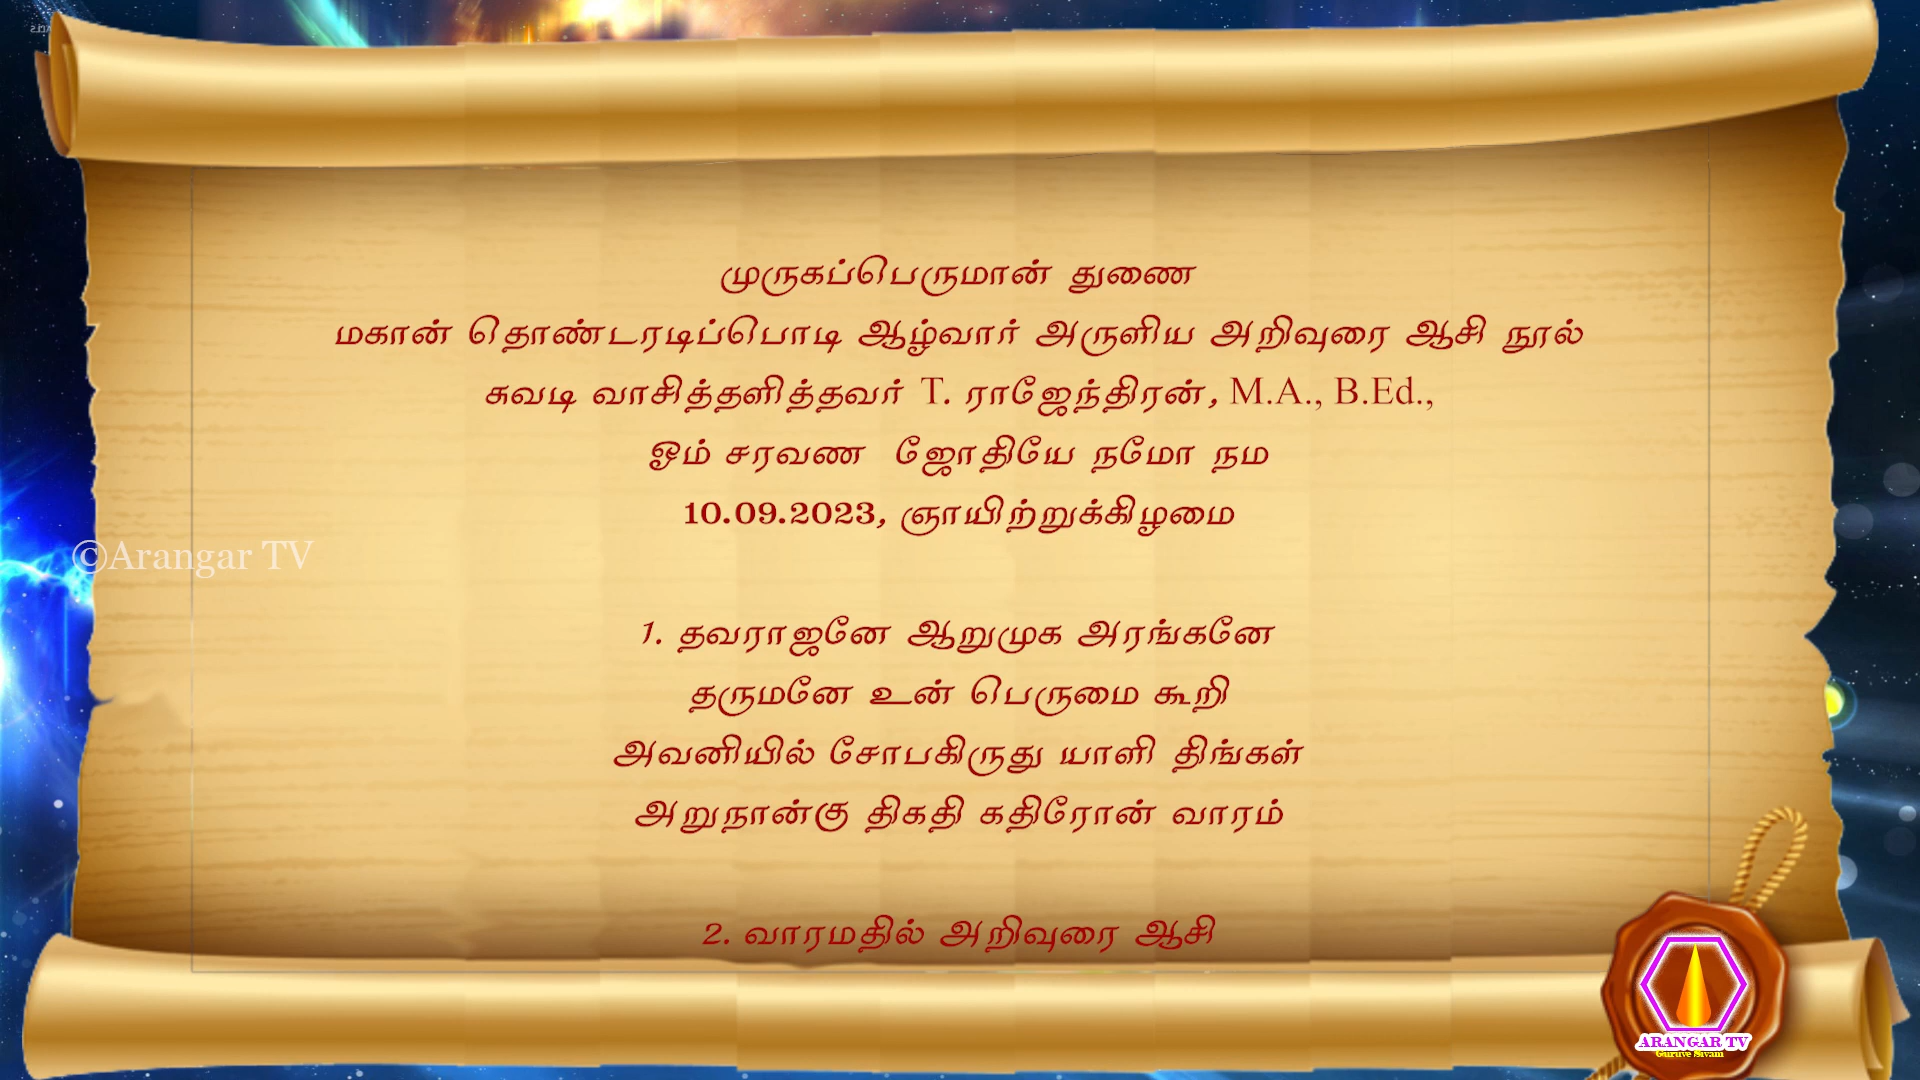 முருகப்பெருமான் துணை
மகான் தொண்டரடிப்பொடி ஆழ்வார் அருளிய அறிவுரை ஆசி நூல்
சுவடி வாசித்தளித்தவர் T. ராஜேந்திரன், M.A., B.Ed.,
ஓம் சரவண ஜோதியே நமோ நம
10.09.2023, ஞாயிற்றுக்கிழமை
©Arangar TV
1. தவராஜனே ஆறுமுக அரங்கனே
தருமனே உன் பெருமை கூறி
அவனியில் சோபகிருது யாளி திங்கள்
அறுநான்கு திகதி கதிரோன் வாரம்
2. வாரமதில் அறிவுரை ஆசி
ARANGAR TV
Guruve Sivam